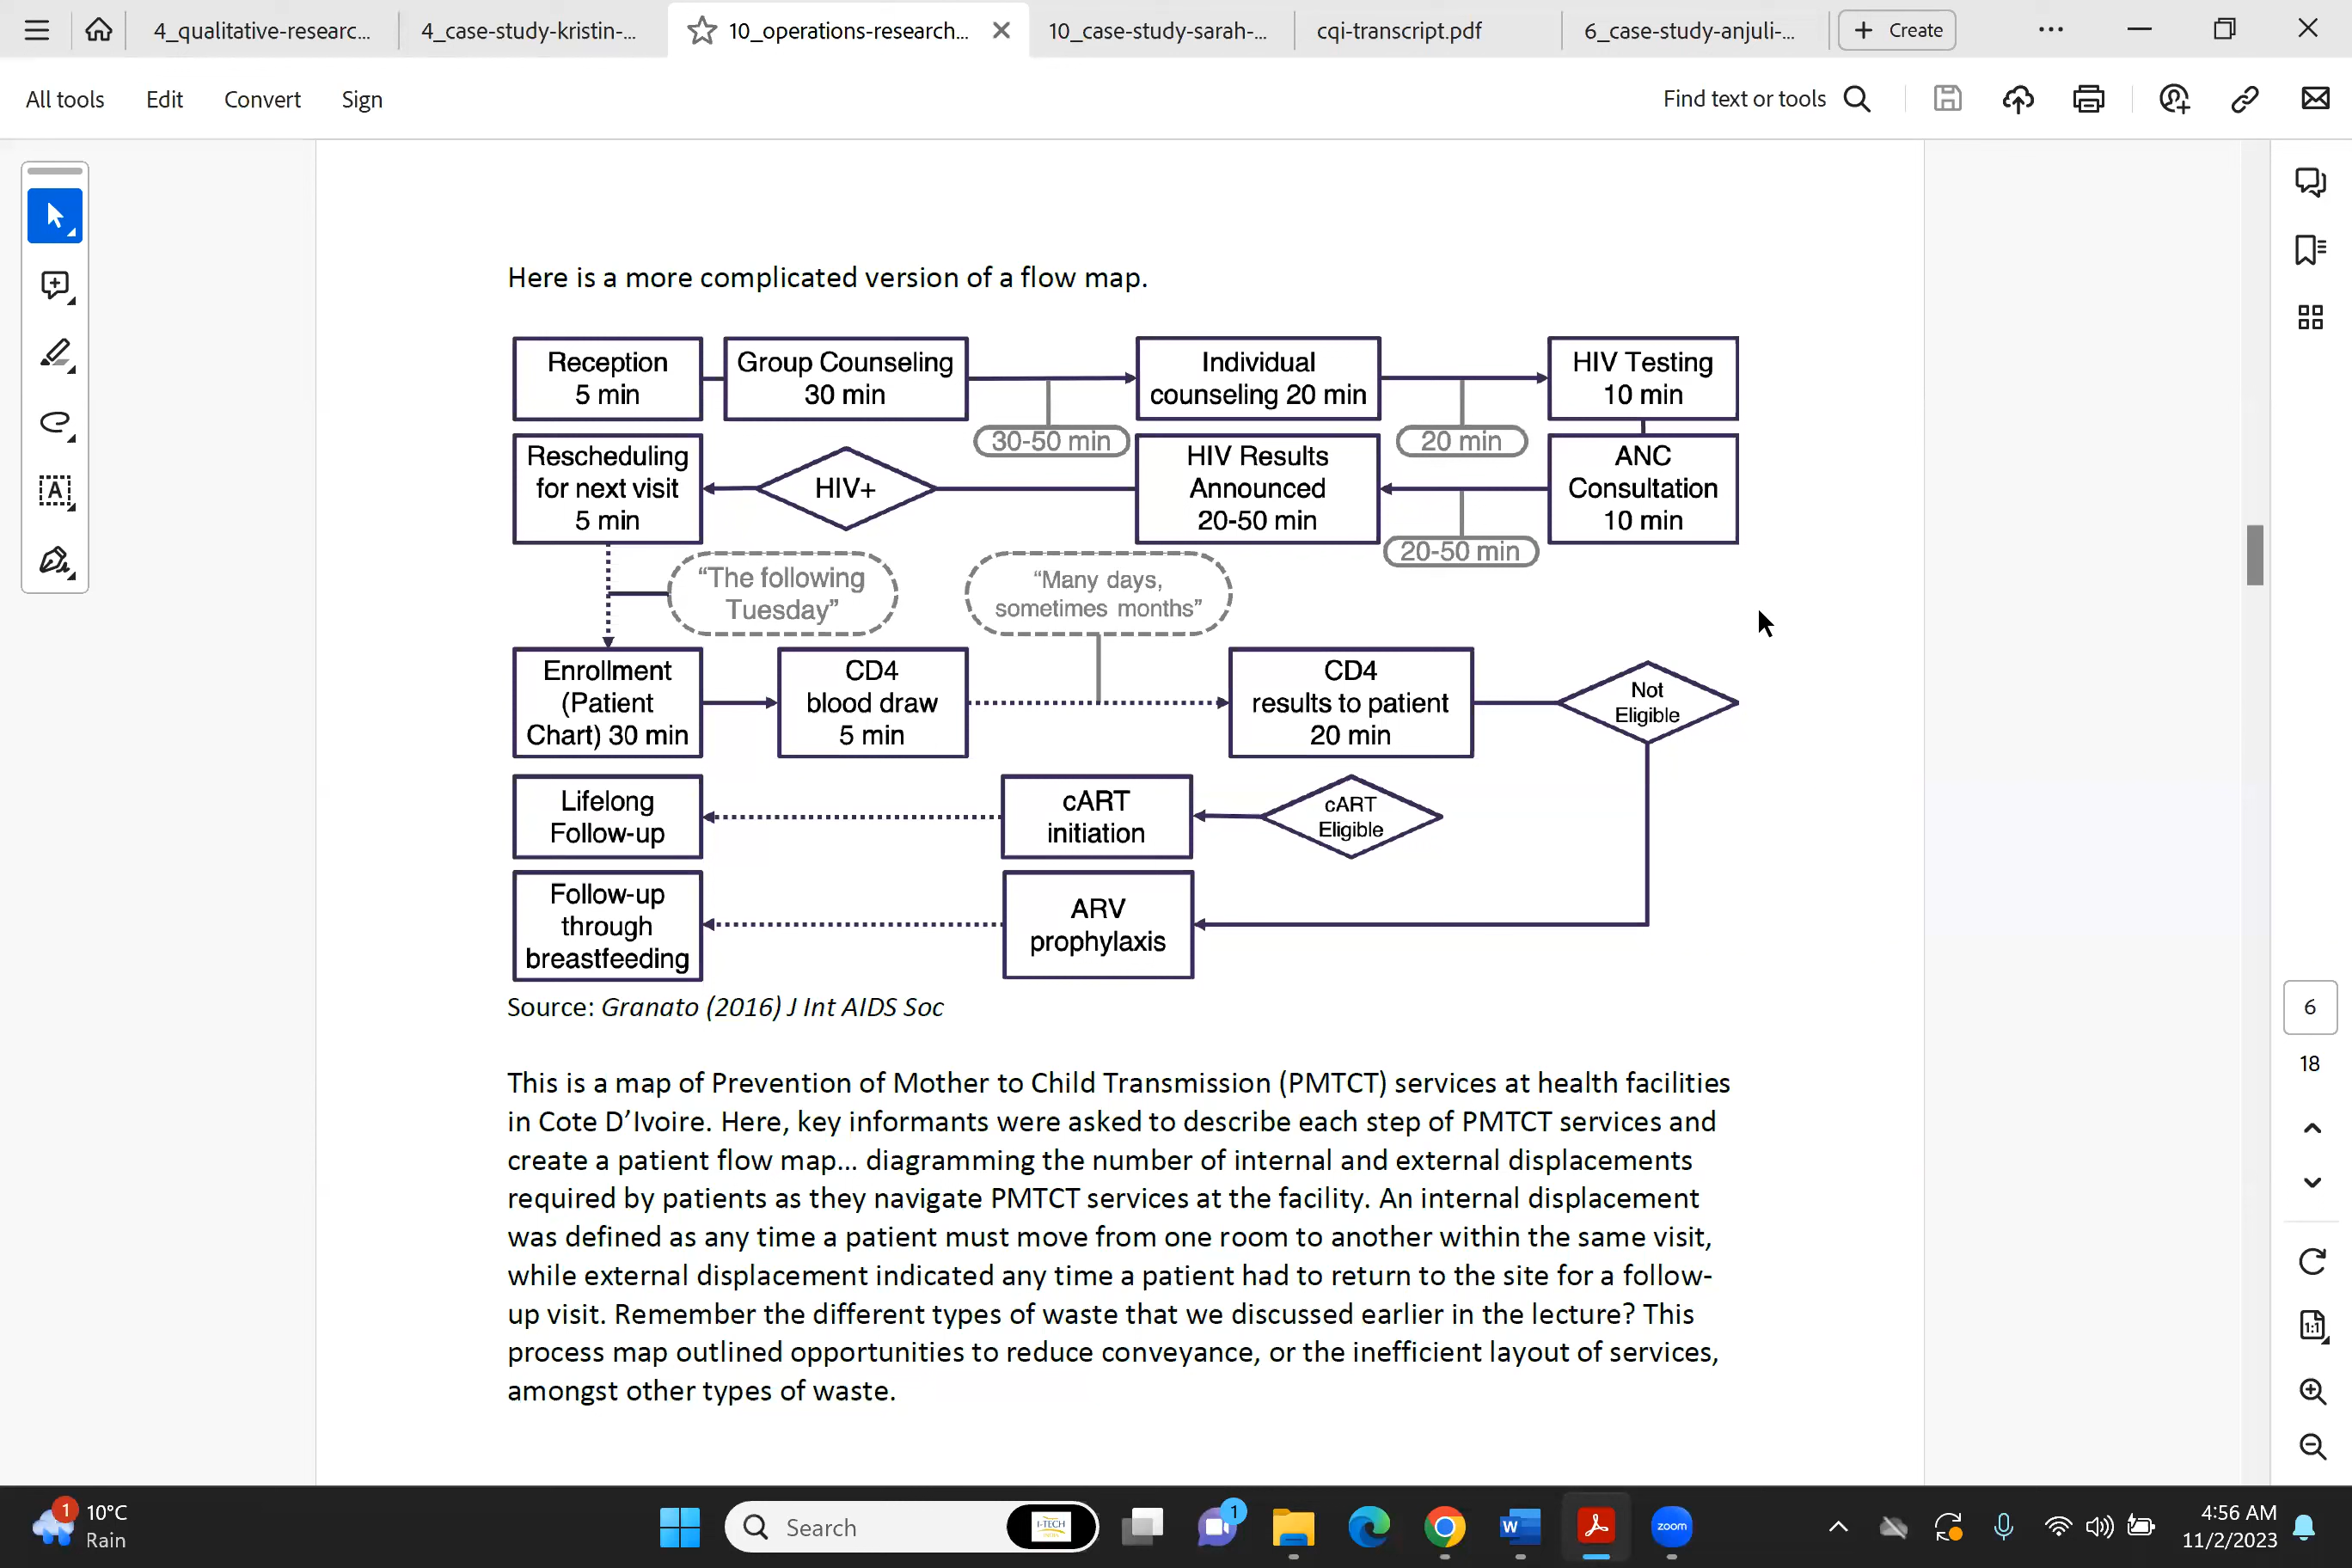 4_qualitative-researc...
4_case-study-kristin-...
10_operations-research...
10_case-study-sarah-...
cqi-transcript.pdf
6_case-study-anjuli-...
+ Create
All tools
Edit
Convert
Sign
Find text or tools
Here is a more complicated version of a flow map.
Reception
5 min
Group Counseling
30 min
Individual
counseling 20 min
HIV Testing
10 min
30-50 min
20 min
Rescheduling
for next visit
5 min
HIV+
HIV Results
Announced
20-50 min
ANC
Consultation
10 min
20-50 min
“The following
Tuesday”
“Many days,
sometimes months”
Enrollment
(Patient
Chart) 30 min
CD4
blood draw
5 min
CD4
results to patient
20 min
Not
Eligible
Lifelong
Follow-up
cART
initiation
cART
Eligible
Follow-up
through
breastfeeding
ARV
prophylaxis
Source: Granato (2016) J Int AIDS Soc
This is a map of Prevention of Mother to Child Transmission (PMTCT) services at health facilities
in Cote D’Ivoire. Here, key informants were asked to describe each step of PMTCT services and
create a patient flow map... diagramming the number of internal and external displacements
required by patients as they navigate PMTCT services at the facility. An internal displacement
was defined as any time a patient must move from one room to another within the same visit,
while external displacement indicated any time a patient had to return to the site for a follow-
up visit. Remember the different types of waste that we discussed earlier in the lecture? This
process map outlined opportunities to reduce conveyance, or the inefficient layout of services,
amongst other types of waste.
6
18
1:1
1
10°C
Rain
Search
I-TECH
1
W
zoom
4:56 AM
11/2/2023